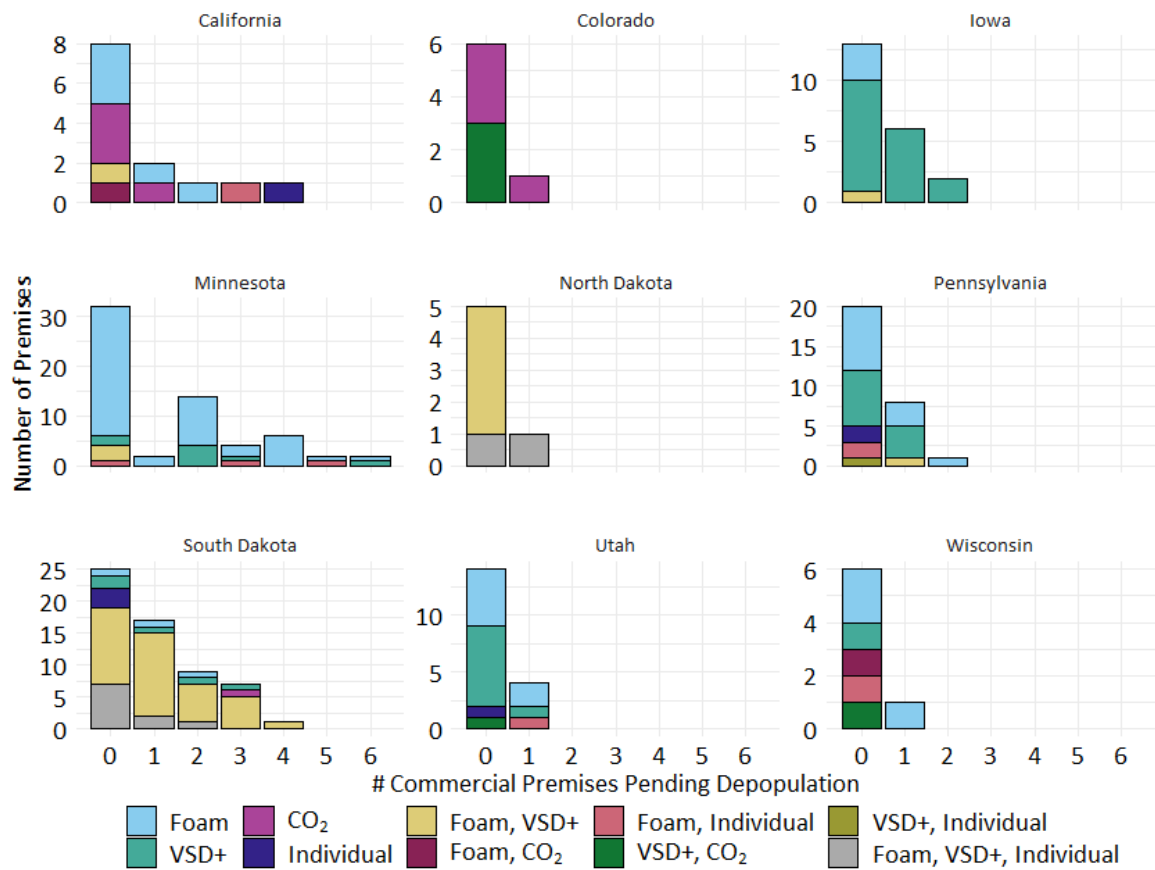 California
Colorado
Iowa
8
6
4
2
0
6
4
2
0
10
5
0
Minnesota
North Dakota
Pennsylvania
30
20
10
0
5
4
3
2
1
0
20
15
10
5
0
South Dakota
Utah
Wisconsin
25
20
15
10
5
0
10
5
0
6
4
2
0
0 1 2 3 4 5 6
0 1 2 3 4 5 6
0 1 2 3 4 5 6
Number of Premises
# Commercial Premises Pending Depopulation
Foam CO₂ Foam, VSD+ Foam, Individual VSD+, Individual
VSD+ Individual Foam, CO₂ VSD+, CO₂ Foam, VSD+, Individual